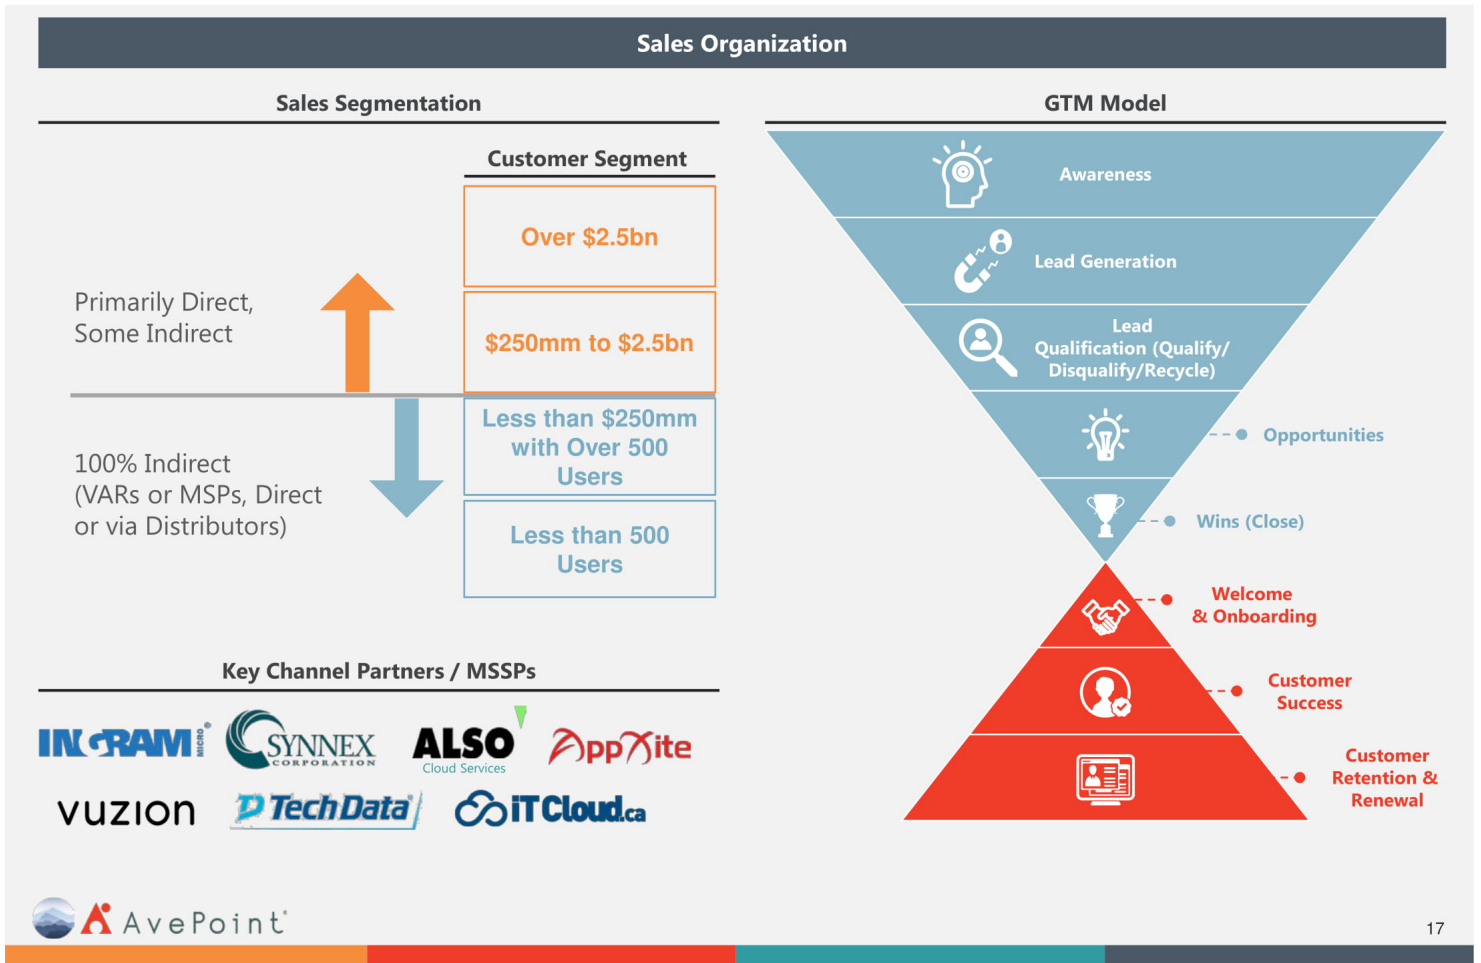 Sales Organization
Sales Segmentation
Customer Segment
Over $2.5bn
$250mm to $2.5bn
Primarily Direct,
Some Indirect
Less than $250mm
with Over 500
Users
Less than 500
Users
100% Indirect
(VARs or MSPs, Direct
or via Distributors)
Key Channel Partners / MSSPs
INGRAM MICRO®
SYNNEX
CORPORATION
ALSO
Cloud Services
AppXite
vuzion
TechData
iTCloud.ca
GTM Model
Awareness
Lead Generation
Lead
Qualification (Qualify/
Disqualify/Recycle)
Opportunities
Wins (Close)
Welcome
& Onboarding
Customer
Success
Customer
Retention &
Renewal
AvePoint®
17